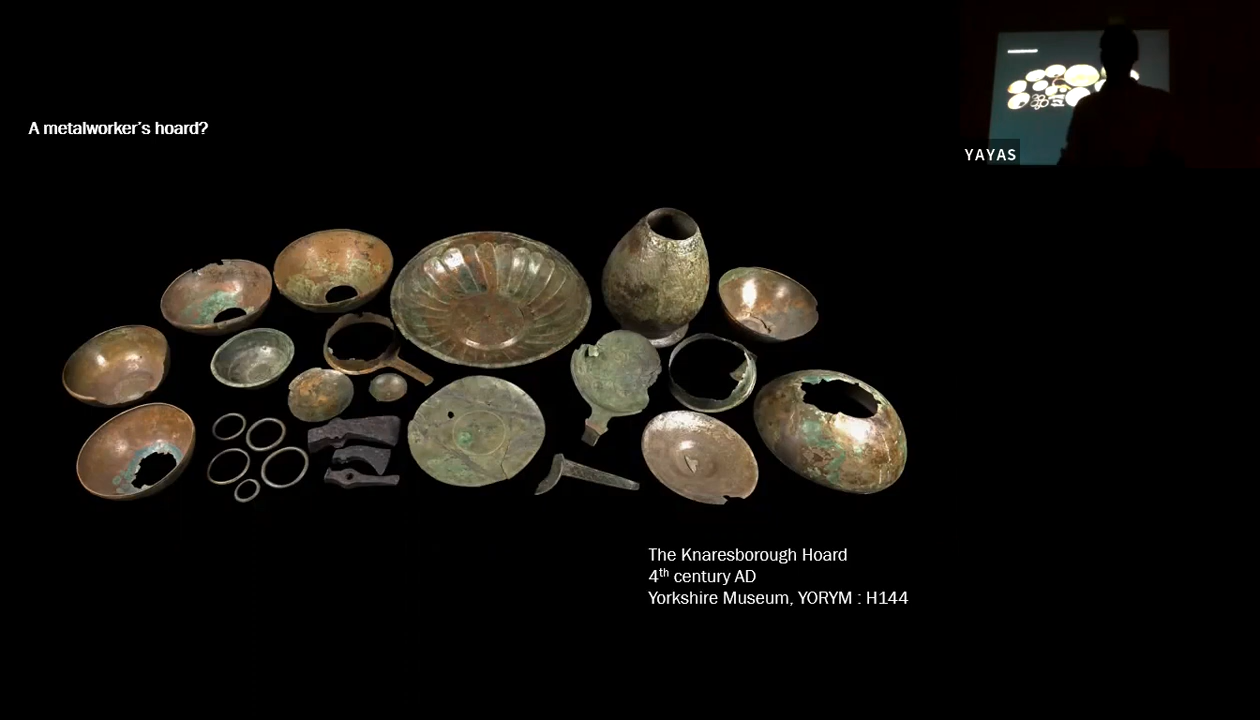 A metalworker's hoard?
YAYAS
The Knaresborough Hoard
4th century AD
Yorkshire Museum, YORYM : H144